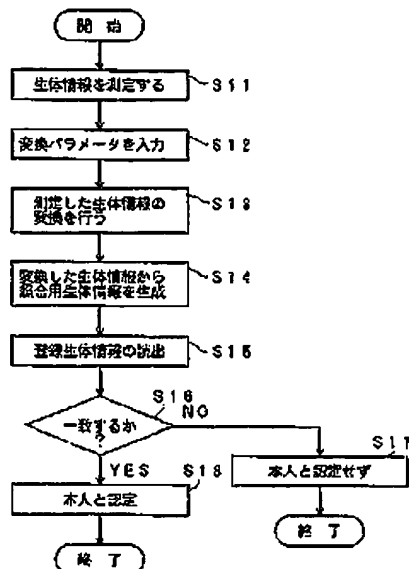 開 始
生体情報を測定する
S11
変換パラメータを入力
S12
測定した生体情報の
変換を行う
S13
変換した生体情報から
照合用生体情報を生成
S14
登録生体情報の読出
S15
S16
一致するか
?
NO
YES
S17
本人と認定せず
S18
本人と認定
終 了
終 了